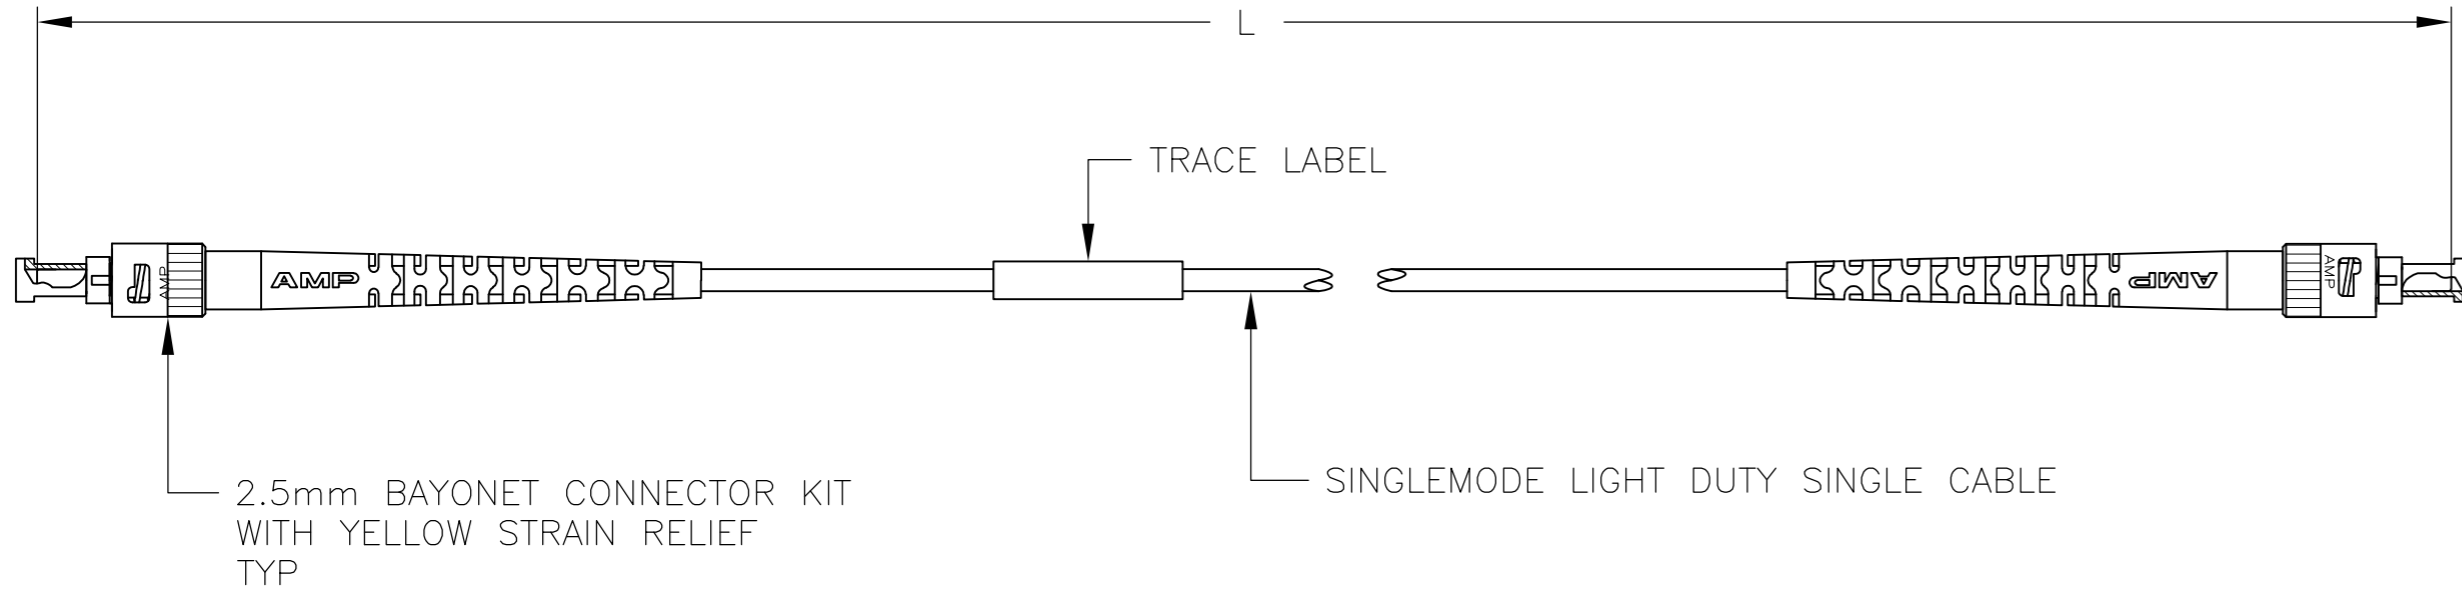 L
TRACE LABEL
AMP
AMP
AMP
AMP
2.5mm BAYONET CONNECTOR KIT
WITH YELLOW STRAIN RELIEF
TYP
SINGLEMODE LIGHT DUTY SINGLE CABLE